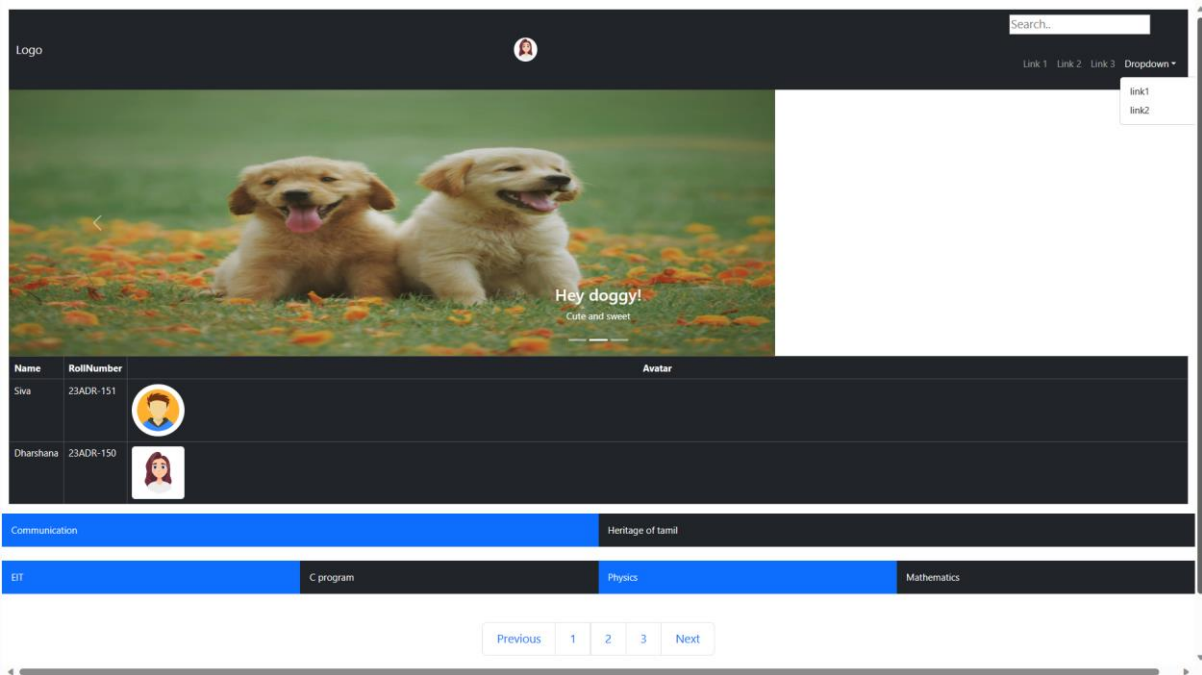 Search..
Logo
Link 1 Link 2 Link 3 Dropdown
link1
link2
Hey doggy!
Cute and sweet
Name RollNumber Avatar
Siva 23ADR-151
Dharshana 23ADR-150
Communication Heritage of tamil
EIT C program Physics Mathematics
Previous 1 2 3 Next